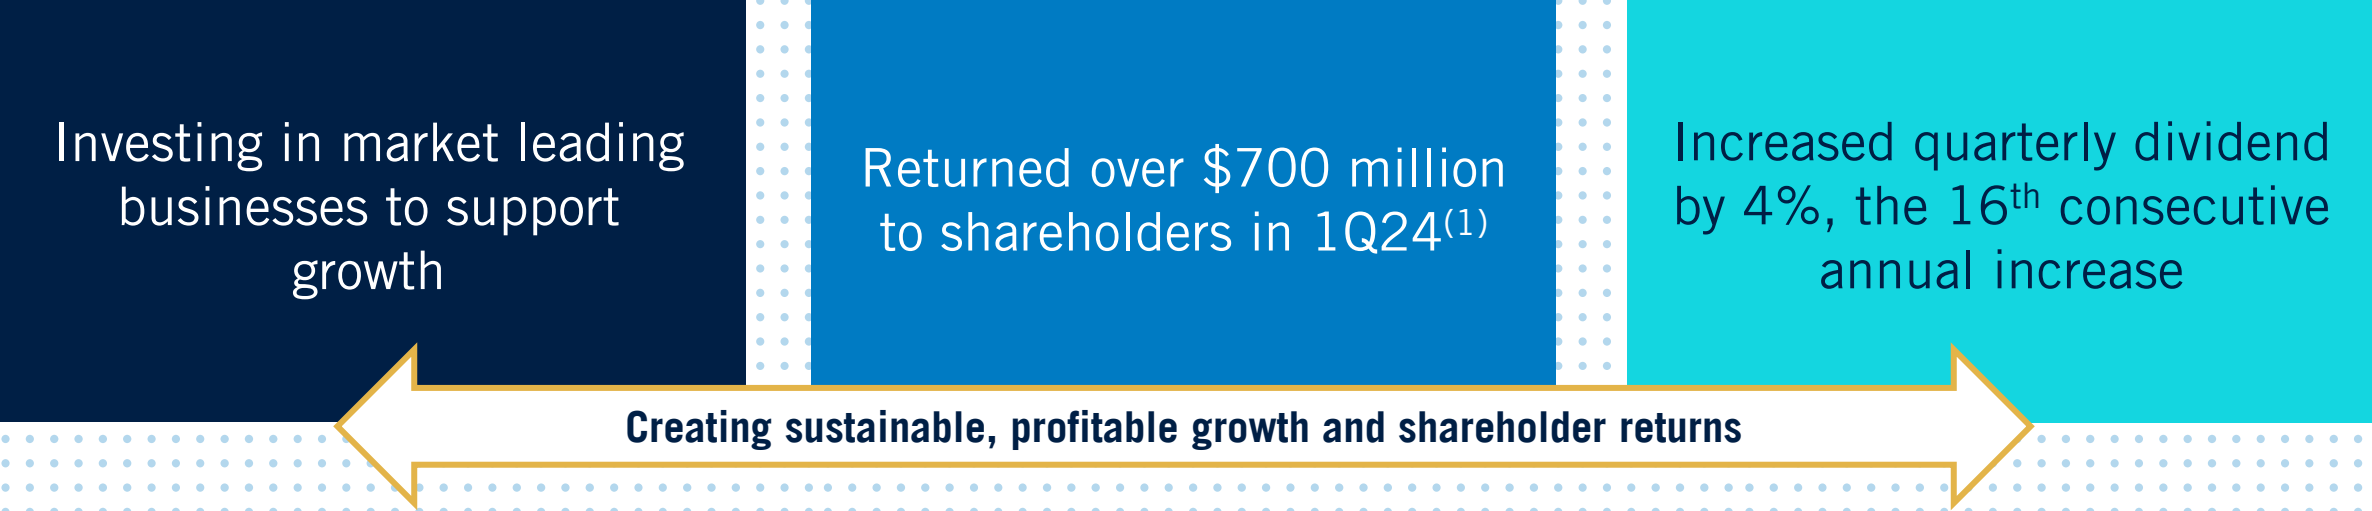 Investing in market leading
businesses to support
growth
Returned over $700 million
to shareholders in 1Q24(1)
Increased quarterly dividend
by 4%, the 16th consecutive
annual increase
Creating sustainable, profitable growth and shareholder returns